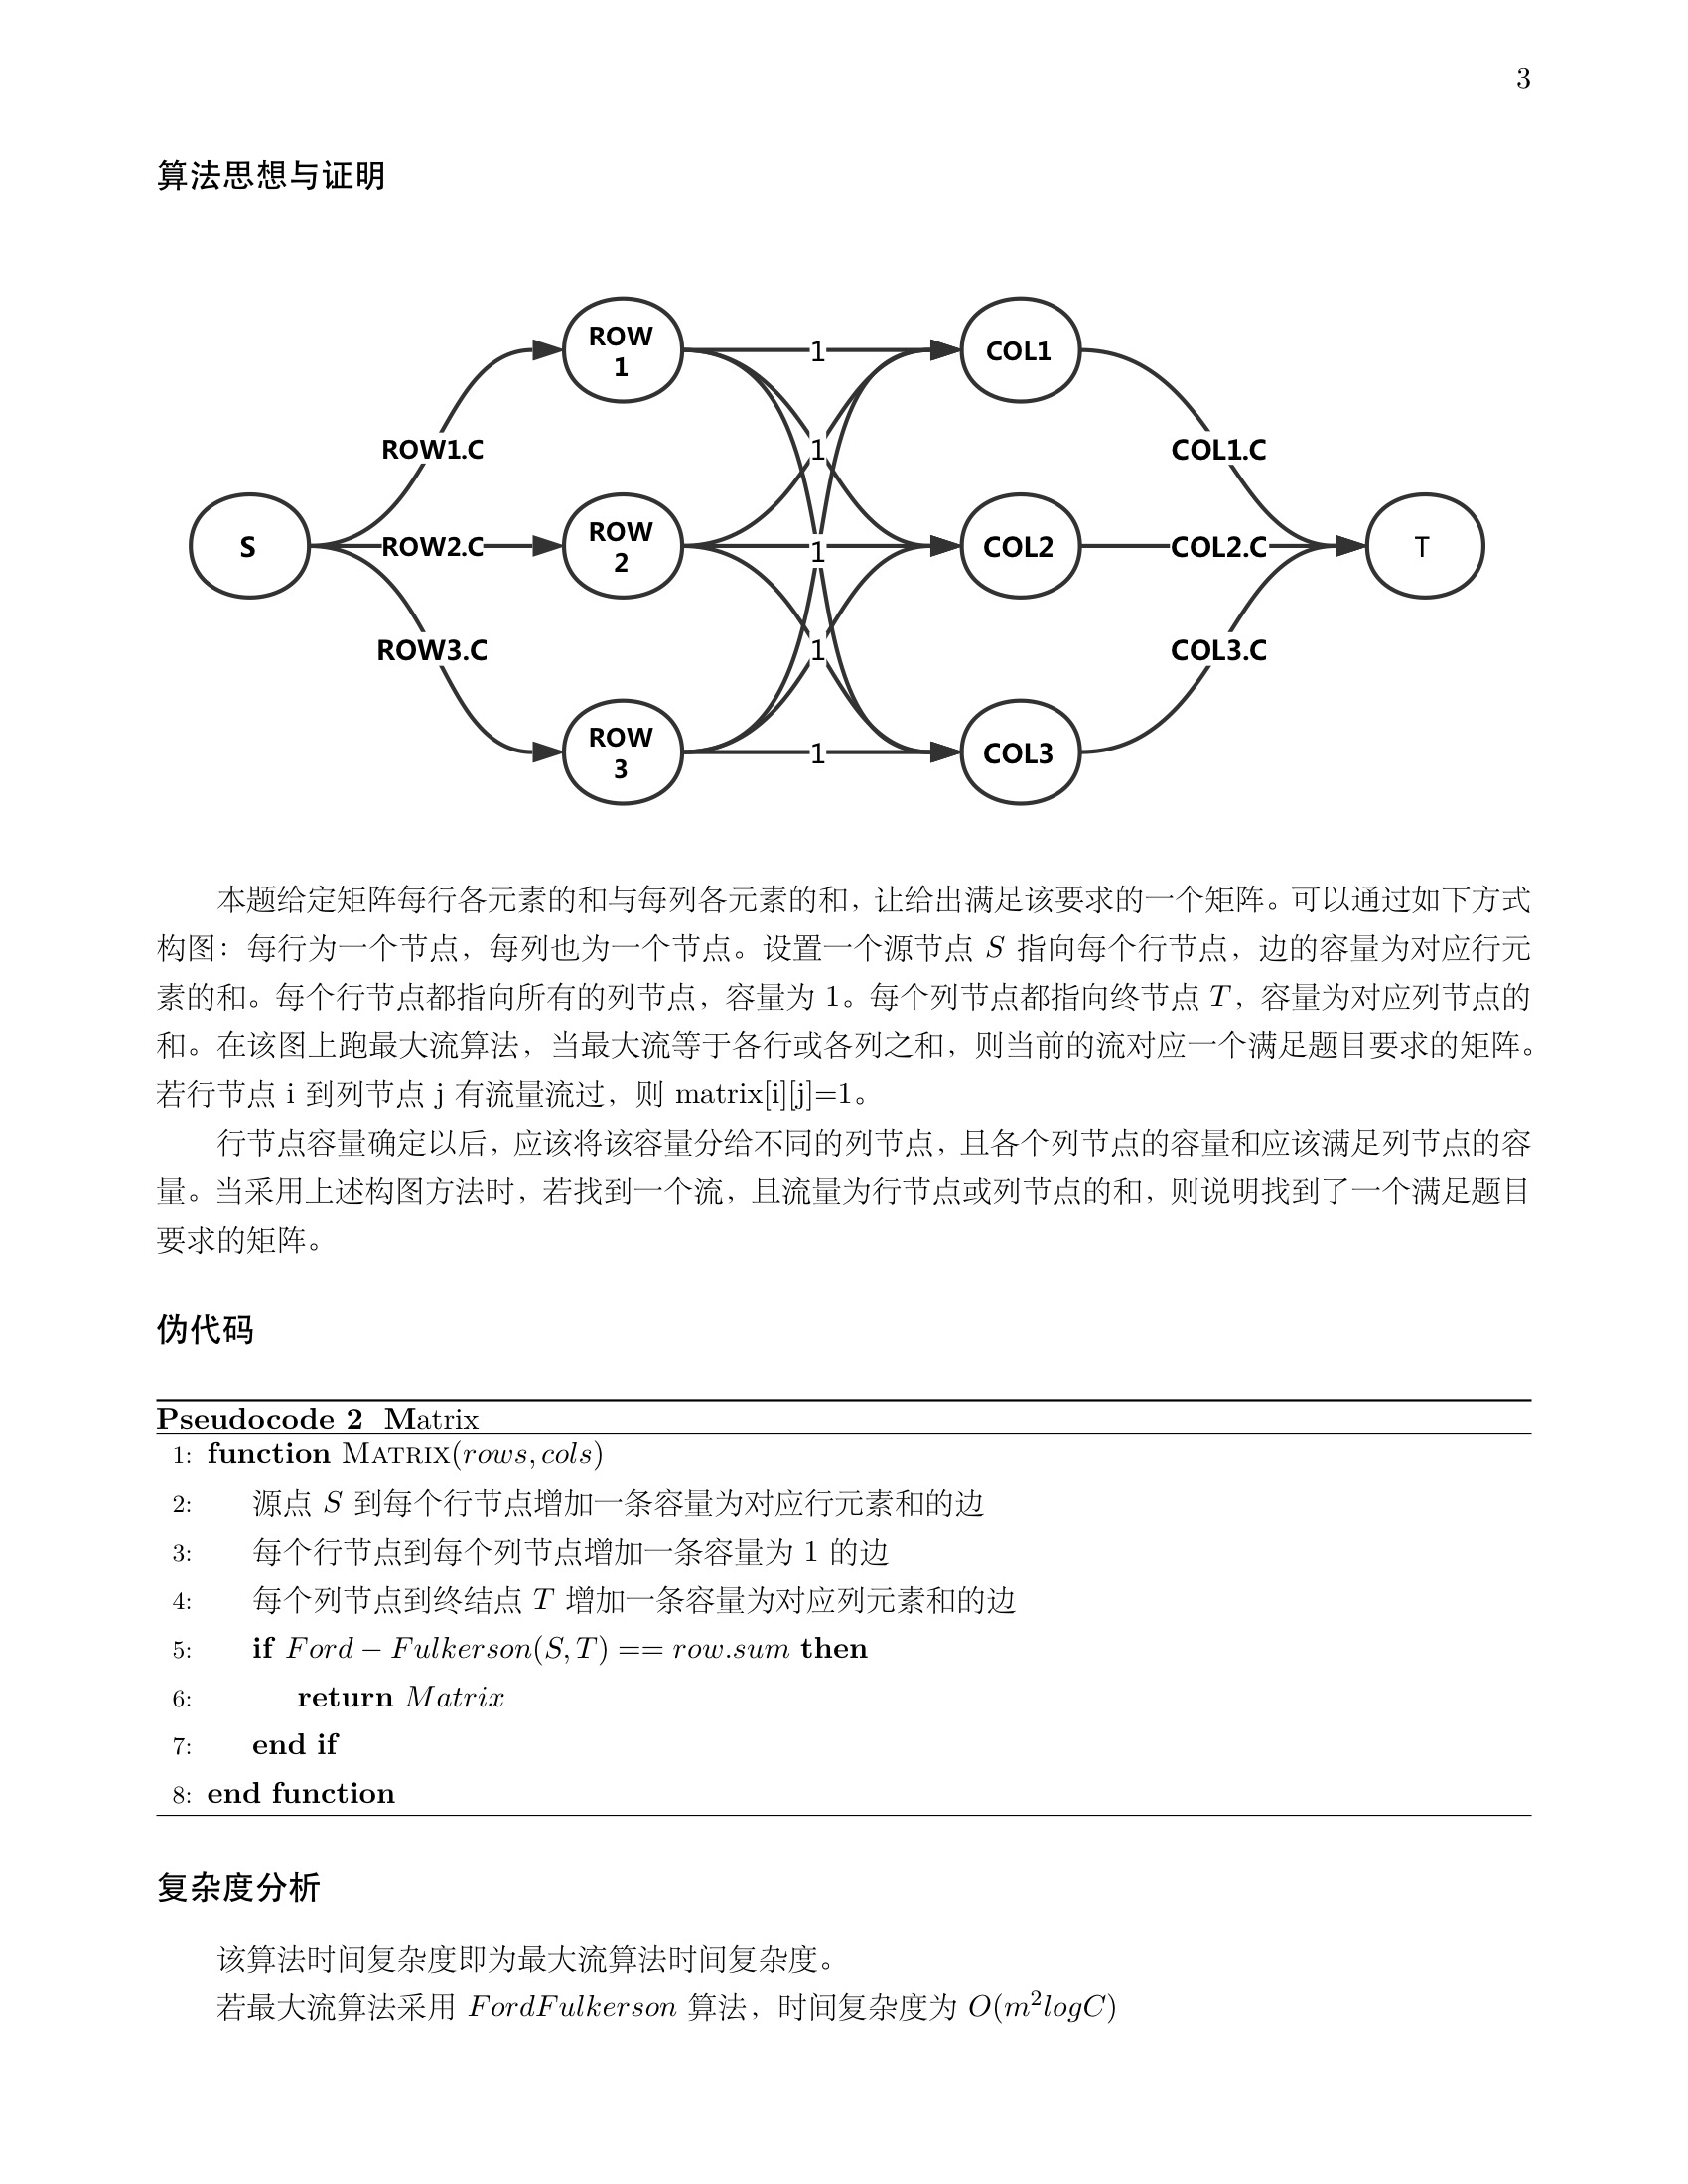 3
算法思想与证明
ROW
1
1
COL1
ROW1.C
1
COL1.C
S
ROW2.C
ROW
2
1
COL2
COL2.C
T
ROW3.C
1
COL3.C
ROW
3
1
COL3
本题给定矩阵每行各元素的和与每列各元素的和，让给出满足该要求的一个矩阵。可以通过如下方式
构图：每行为一个节点，每列也为一个节点。设置一个源节点 S 指向每个行节点，边的容量为对应行元
素的和。每个行节点都指向所有的列节点，容量为 1。每个列节点都指向终节点 T，容量为对应列节点的
和。在该图上跑最大流算法，当最大流等于各行或各列之和，则当前的流对应一个满足题目要求的矩阵。
若行节点 i 到列节点 j 有流量流过，则 matrix[i][j]=1。
行节点容量确定以后，应该将该容量分给不同的列节点，且各个列节点的容量和应该满足列节点的容
量。当采用上述构图方法时，若找到一个流，且流量为行节点或列节点的和，则说明找到了一个满足题目
要求的矩阵。
伪代码
Pseudocode 2 Matrix
1: function MATRIX(rows, cols)
2: 源点 S 到每个行节点增加一条容量为对应行元素和的边
3: 每个行节点到每个列节点增加一条容量为 1 的边
4: 每个列节点到终结点 T 增加一条容量为对应列元素和的边
5: if Ford − Fulkerson(S, T) == row.sum then
6: return Matrix
7: end if
8: end function
复杂度分析
该算法时间复杂度即为最大流算法时间复杂度。
若最大流算法采用 FordFulkerson 算法，时间复杂度为 O(m²logC)